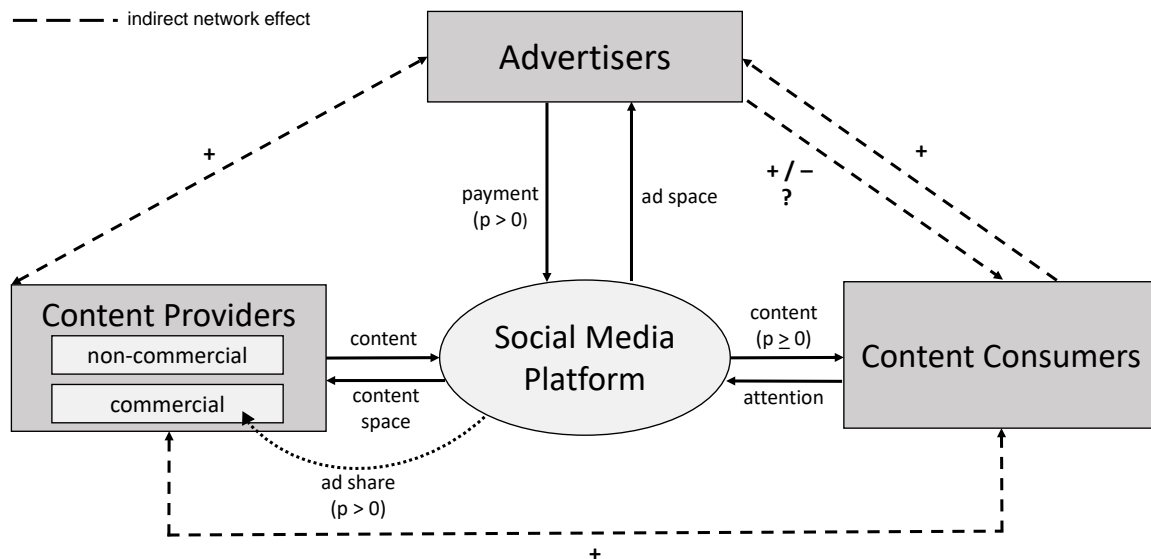 indirect network effect
Advertisers
+
+
+ / –
?
payment
(p > 0)
ad space
Content Providers
non-commercial
commercial
content
content
space
Social Media
Platform
content
(p ≥ 0)
attention
Content Consumers
ad share
(p > 0)
+